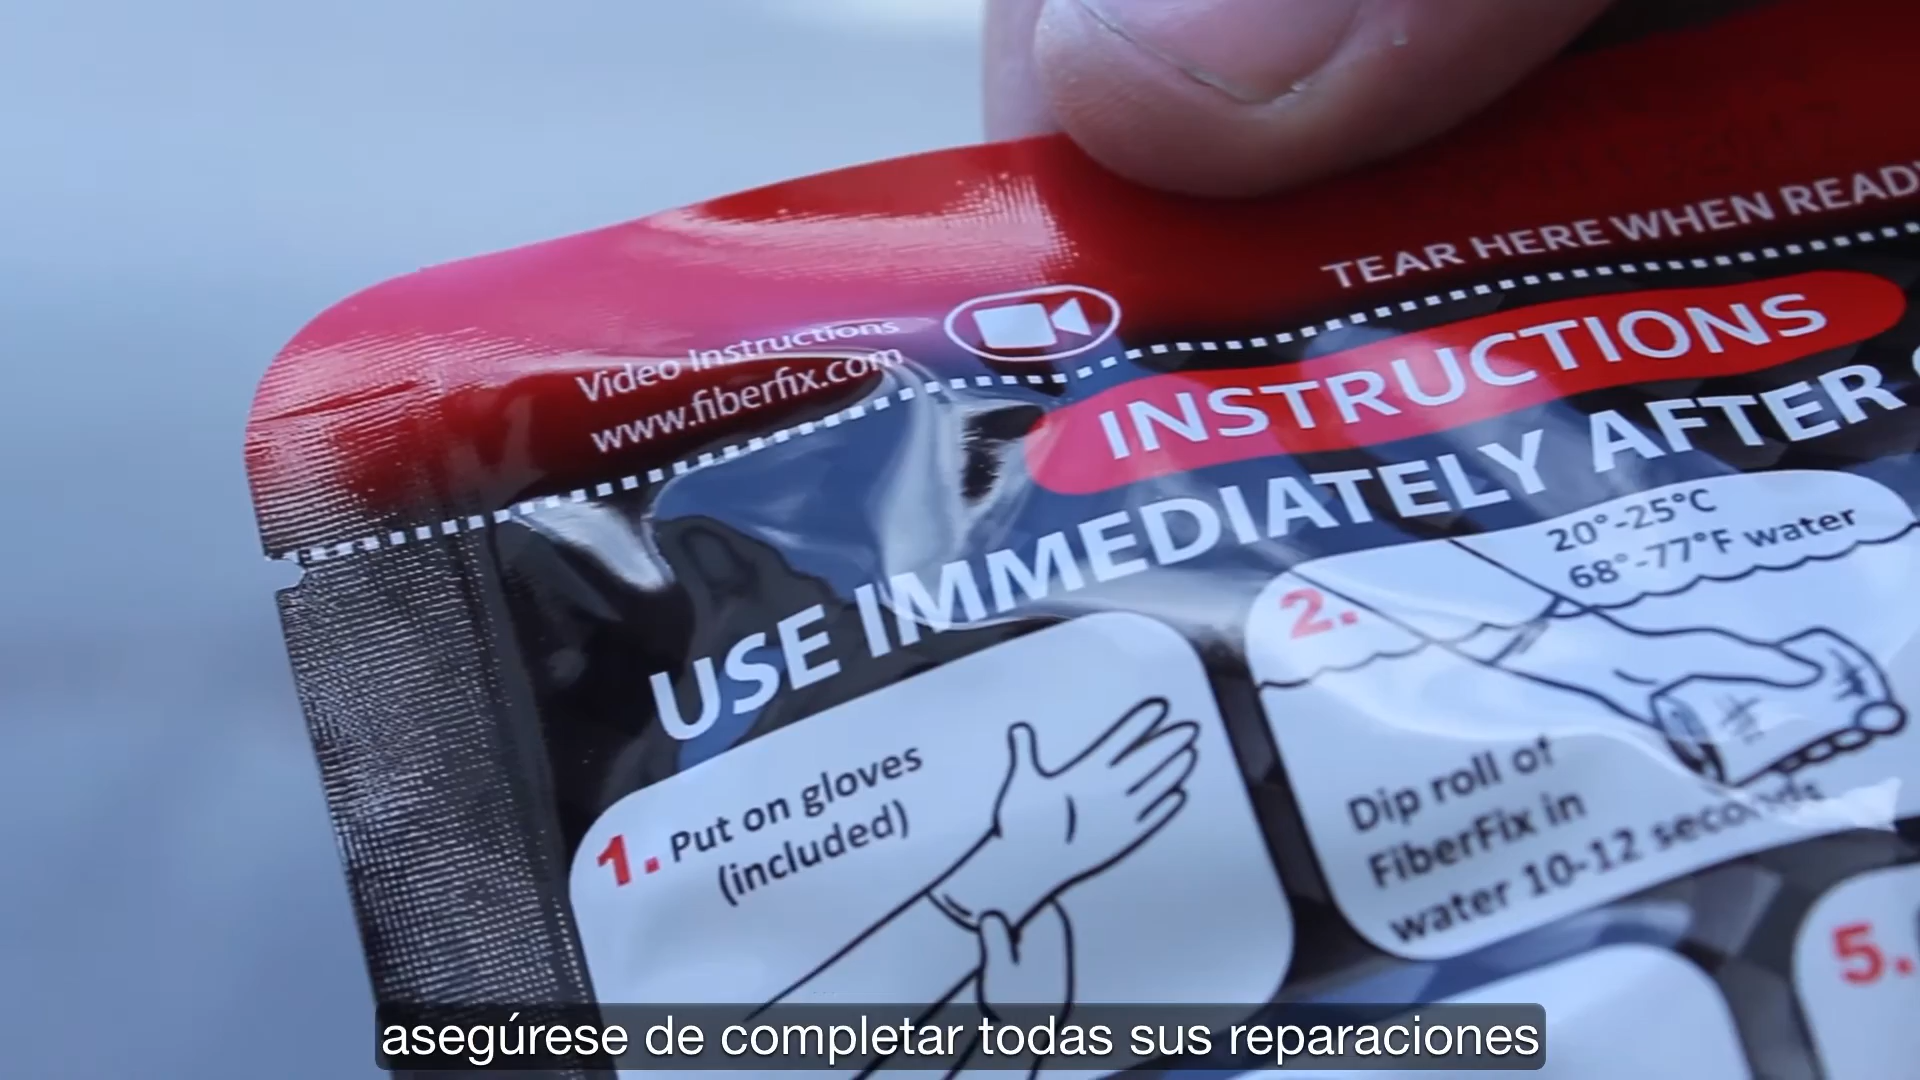 TEAR HERE WHEN
Video Instructions
www.fiberfix.com
INSTRUCTIONS
USE IMMEDIATELY AFTER
1. Put on gloves
(included)
2.
20°-25°C
68°-77°F water
Dip roll of
FiberFix in
water 10-12 seconds
5.
asegúrese de completar todas sus reparaciones